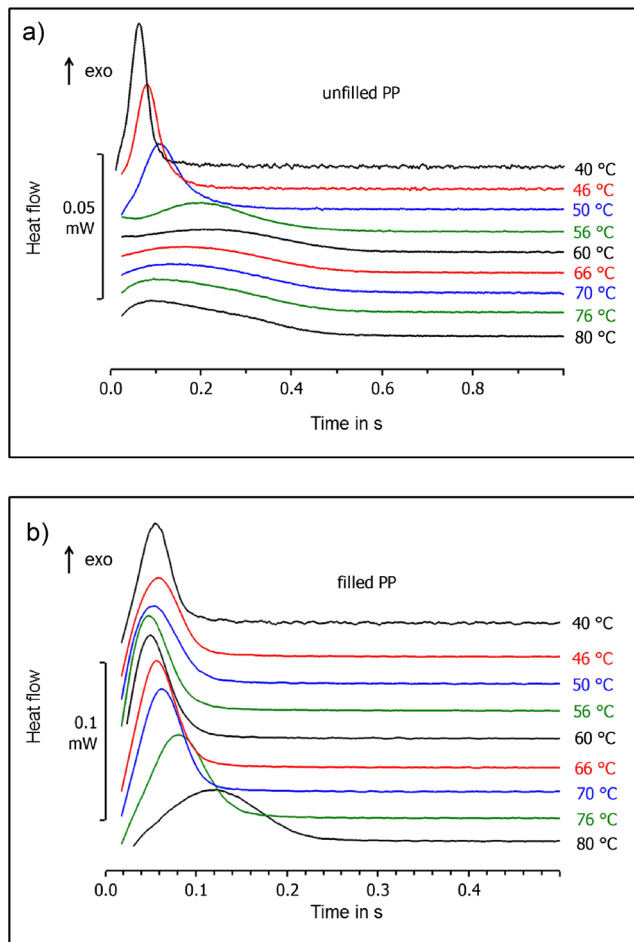 a)
↑ exo
unfilled PP
Heat flow
0.05
mW
40 °C
46 °C
50 °C
56 °C
60 °C
66 °C
70 °C
76 °C
80 °C
0.0 0.2 0.4 0.6 0.8
Time in s
b)
↑ exo
filled PP
Heat flow
0.1
mW
40 °C
46 °C
50 °C
56 °C
60 °C
66 °C
70 °C
76 °C
80 °C
0.0 0.1 0.2 0.3 0.4
Time in s